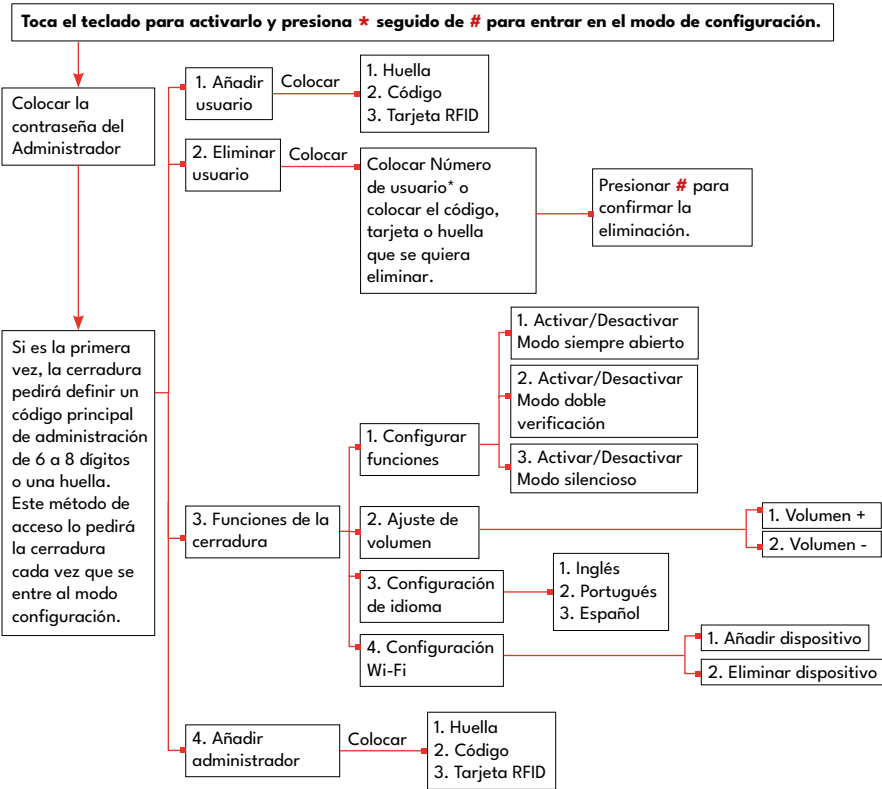 Toca el teclado para activarlo y presiona * seguido de # para entrar en el modo de configuración.
Colocar la
contraseña del
Administrador
Si es la primera
vez, la cerradura
pedirá definir un
código principal
de administración
de 6 a 8 dígitos
o una huella.
Este método de
acceso lo pedirá
la cerradura
cada vez que se
entre al modo
configuración.
1. Añadir
usuario
Colocar
1. Huella
2. Código
3. Tarjeta RFID
2. Eliminar
usuario
Colocar
Colocar Número
de usuario* o
colocar el código,
tarjeta o huella
que se quiera
eliminar.
Presionar # para
confirmar la
eliminación.
3. Funciones de la
cerradura
1. Configurar
funciones
1. Activar/Desactivar
Modo siempre abierto
2. Activar/Desactivar
Modo doble
verificación
3. Activar/Desactivar
Modo silencioso
2. Ajuste de
volumen
1. Volumen +
2. Volumen -
3. Configuración
de idioma
1. Inglés
2. Portugués
3. Español
4. Configuración
Wi-Fi
1. Añadir dispositivo
2. Eliminar dispositivo
4. Añadir
administrador
Colocar
1. Huella
2. Código
3. Tarjeta RFID